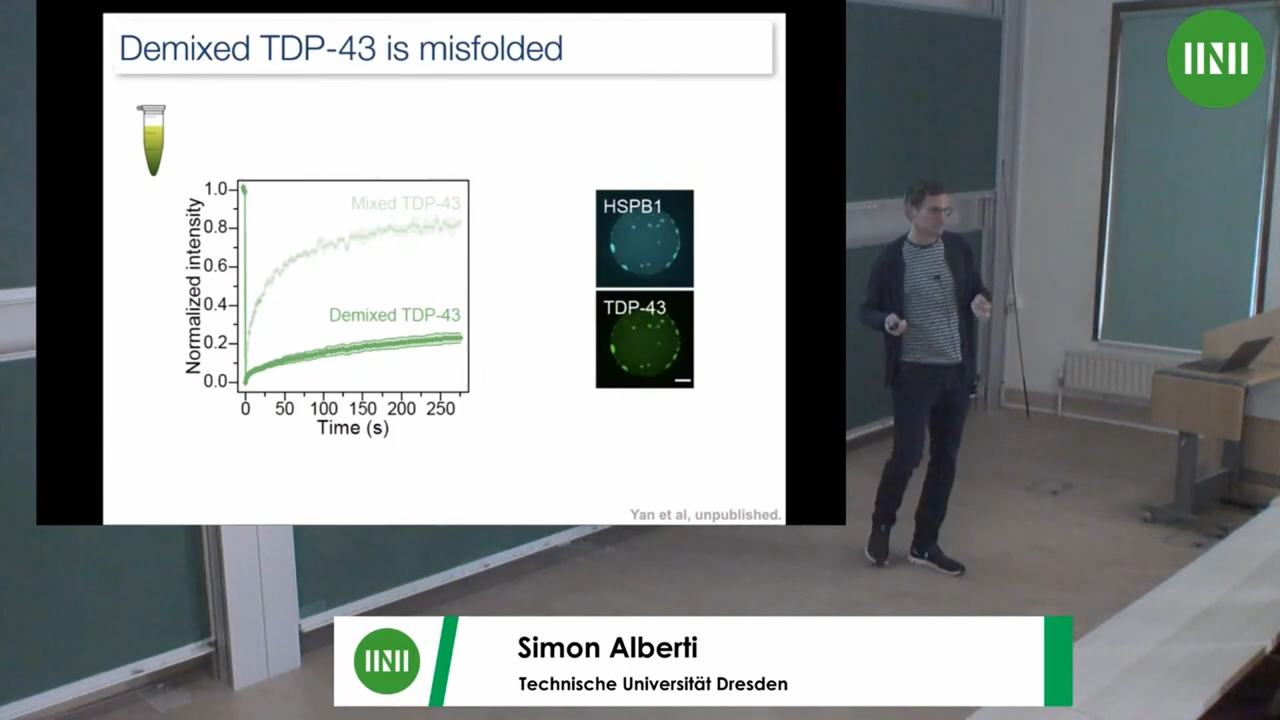 Demixed TDP-43 is misfolded
Normalized intensity
1.0
0.8
0.6
0.4
0.2
0.0
Mixed TDP-43
Demixed TDP-43
0 50 100 150 200 250
Time (s)
HSPB1
TDP-43
Yan et al, unpublished.
Simon Alberti
Technische Universität Dresden